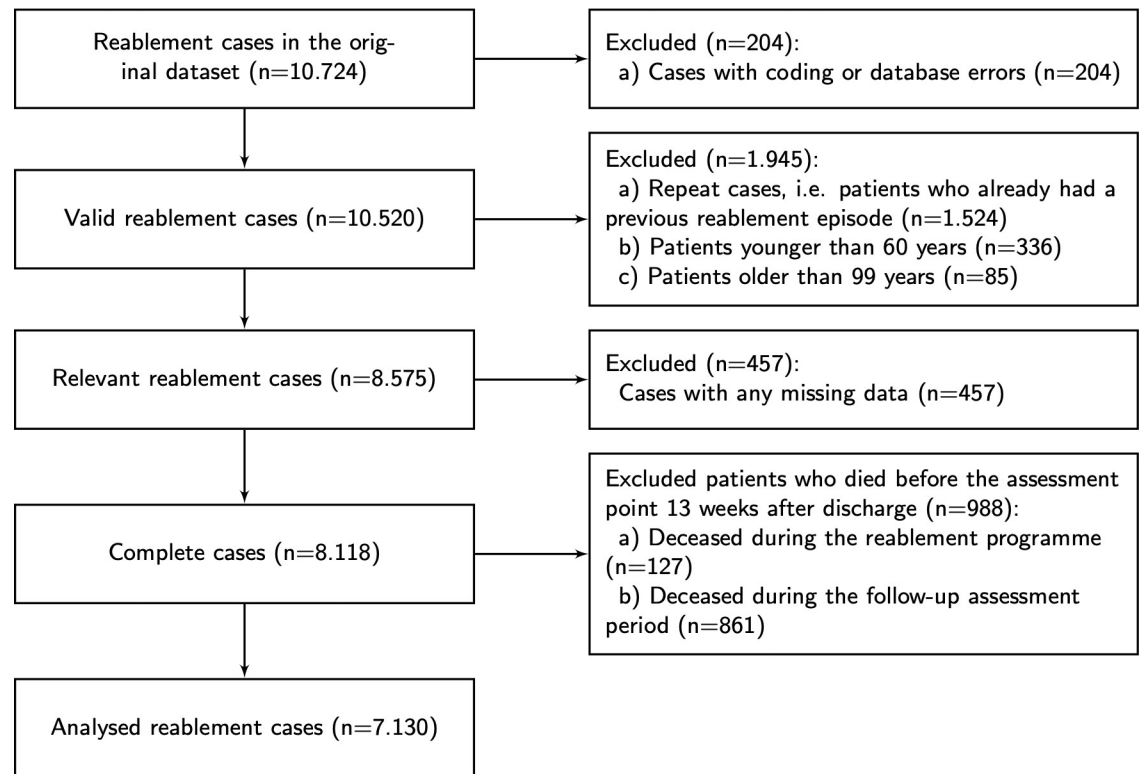 Reablement cases in the orig-
inal dataset (n=10.724)
Excluded (n=204):
a) Cases with coding or database errors (n=204)
Valid reablement cases (n=10.520)
Excluded (n=1.945):
a) Repeat cases, i.e. patients who already had a
previous reablement episode (n=1.524)
b) Patients younger than 60 years (n=336)
c) Patients older than 99 years (n=85)
Relevant reablement cases (n=8.575)
Excluded (n=457):
Cases with any missing data (n=457)
Complete cases (n=8.118)
Excluded patients who died before the assessment
point 13 weeks after discharge (n=988):
a) Deceased during the reablement programme
(n=127)
b) Deceased during the follow-up assessment
period (n=861)
Analysed reablement cases (n=7.130)